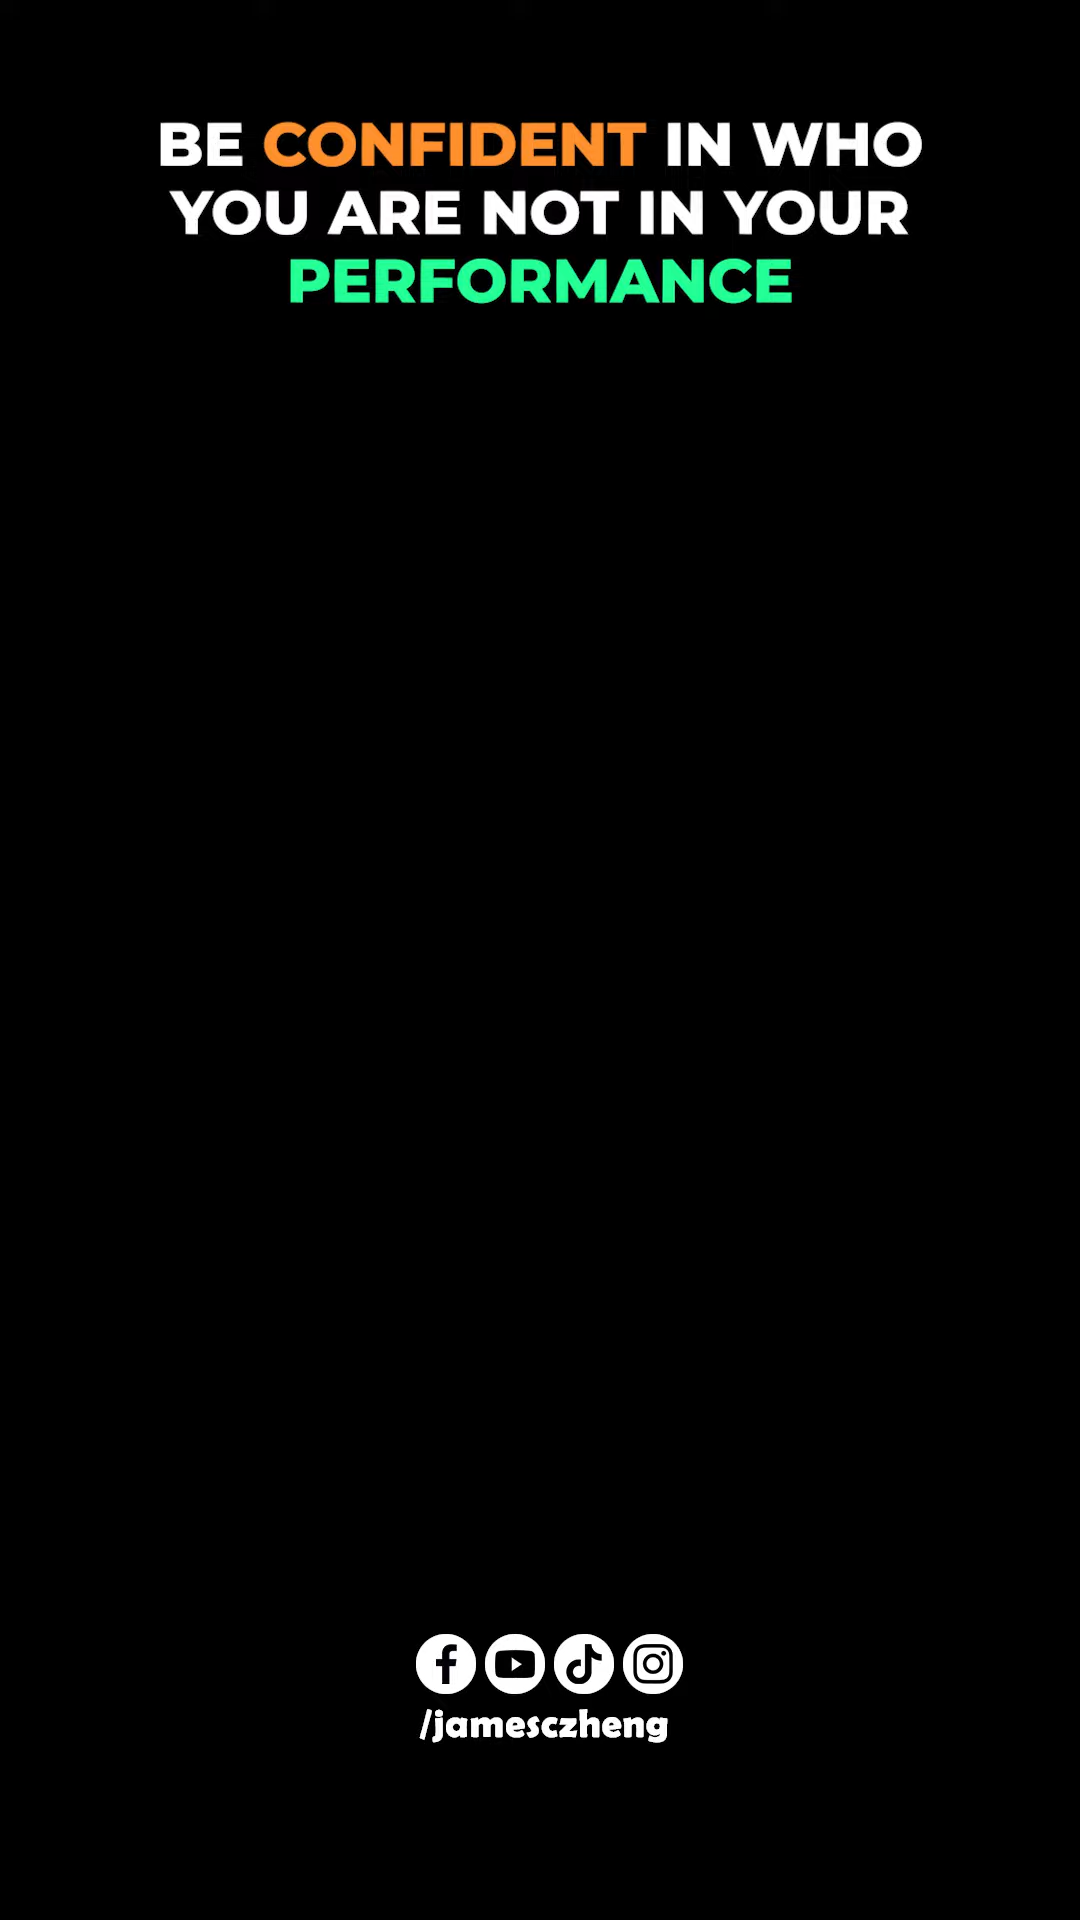 BE CONFIDENT IN WHO
YOU ARE NOT IN YOUR
PERFORMANCE
/jamesczheng